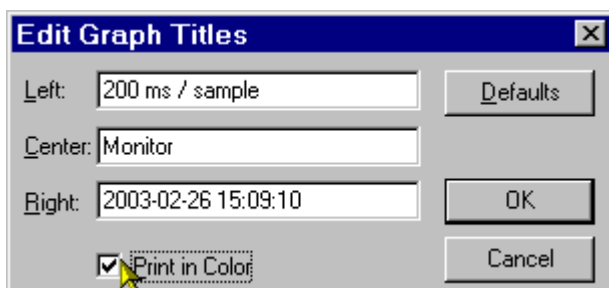 Edit Graph Titles
Left: 200 ms / sample Defaults
Center: Monitor
Right: 2003-02-26 15:09:10 OK
Print in Color Cancel